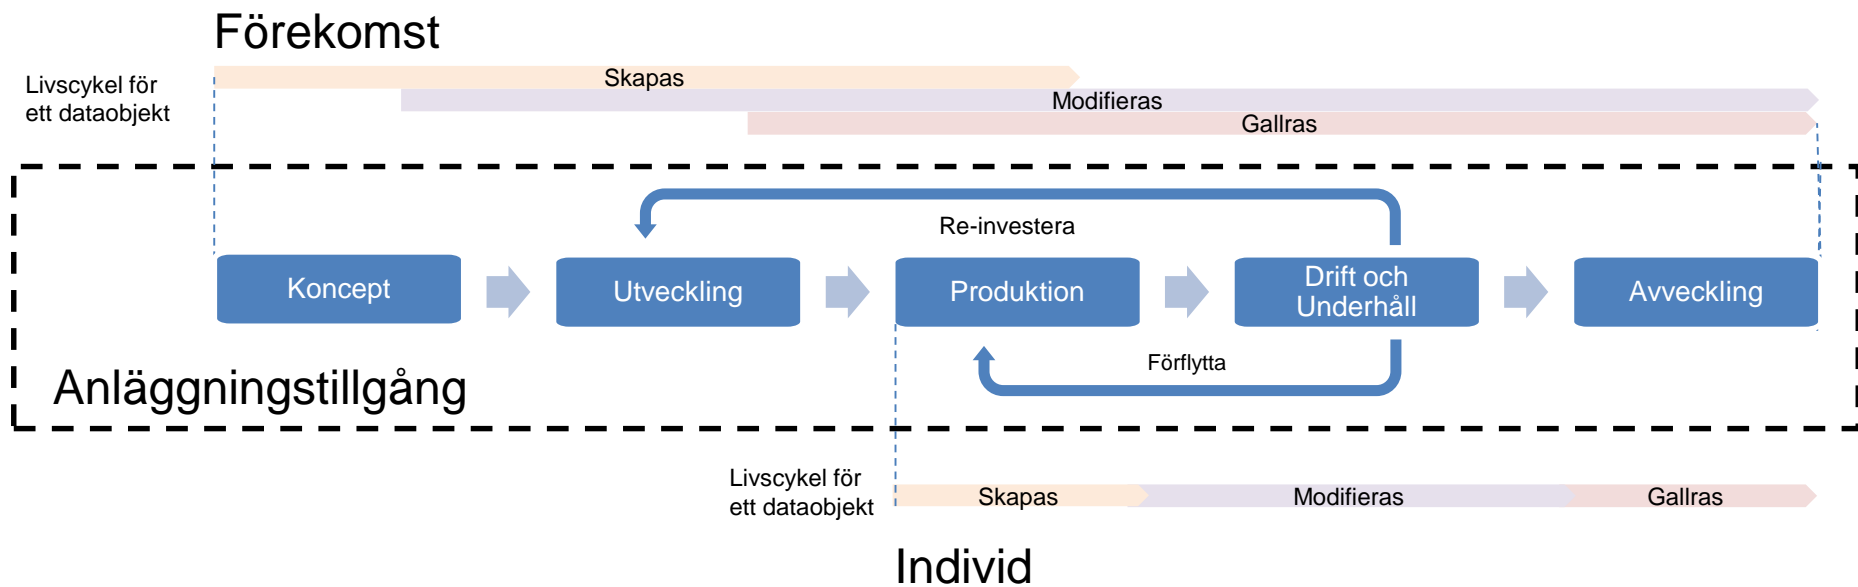 Förekomst
Livscykel för
ett dataobjekt
Skapas
Modifieras
Gallras
Re-investera
Koncept
Utveckling
Produktion
Drift och
Underhåll
Avveckling
Förflytta
Anläggningstillgång
Livscykel för
ett dataobjekt
Skapas
Modifieras
Gallras
Individ